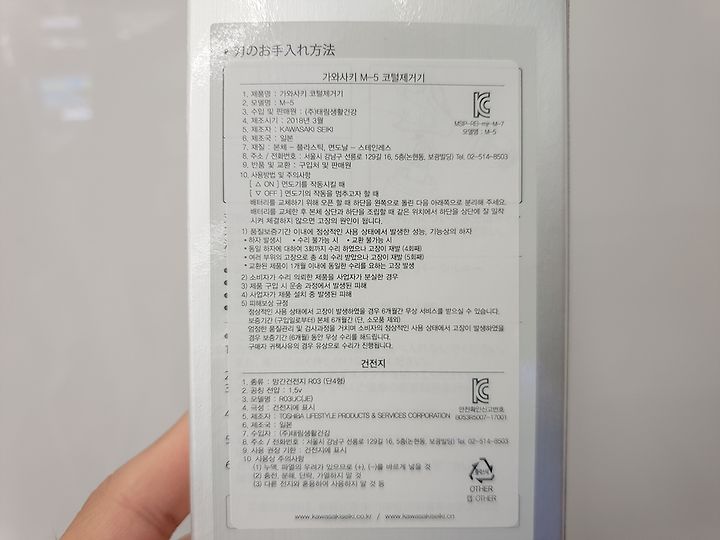 刃のお手入れ方法
가와사키 M-5 코털제거기
1. 제품명 : 가와사키 코털제거기
2. 모델명 : M-5
3. 수입 및 판매원 : (주)태림생활건강
4. 제조시기 : 2018년 3월
5. 제조자 : KAWASAKI SEIKI
6. 제조국 : 일본
7. 재질 : 본체 - 플라스틱, 면도날 - 스테인레스
8. 주소 / 전화번호 : 서울시 강남구 선릉로 129길 16, 5층(논현동, 보광빌딩) Tel. 02-514-8503
9. 반품 및 교환 : 구입처 및 판매원
MSIP-REI-mjr-M-7
모델명 : M-5
10. 사용방법 및 주의사항
[ △ ON ] 면도기를 작동시킬 때
[ ▽ OFF ] 면도기의 작동을 멈추고자 할 때
배터리를 교체하기 위해 오픈 할 때 하단을 왼쪽으로 돌린 다음 아래쪽으로 분리해 주세요.
배터리를 교체한 후 본체 상단과 하단을 조립할 때 같은 위치에서 하단을 상단에 잘 밀착
시켜 체결하지 않으면 고장의 원인이 됩니다.
1) 품질보증기간 이내에 정상적인 사용 상태에서 발생한 성능, 기능상의 하자
• 하자 발생시 • 수리 불가능 시 • 교환 불가능 시
• 동일 하자에 대하여 3회까지 수리 하였으나 고장이 재발 (4회째)
• 여러 부위의 고장으로 총 4회 수리 받았으나 고장이 재발 (5회째)
• 교환된 제품이 1개월 이내에 동일한 수리를 요하는 고장 발생
2) 소비자가 수리 의뢰한 제품을 사업자가 분실한 경우
3) 제품 구입 시 운송 과정에서 발생된 피해
4) 사업자가 제품 설치 중 발생된 피해
5) 피해보상 규정
정상적인 사용 상태에서 고장이 발생하였을 경우 6개월간 무상 서비스를 받으실 수 있습니다.
보증기간 (구입일로부터) 본체 6개월간 (단, 소모품 제외).
엄정한 품질관리 및 검사과정을 거치며 소비자의 정상적인 사용 상태에서 고장이 발생하였을
경우 보증기간 (6개월) 동안 무상 수리를 해드립니다.
구매자 귀책사유의 경우 유상으로 수리가 진행됩니다.
건전지
1. 종류 : 망간건전지 R03 (단4형)
2. 공칭 전압 : 1.5v
3. 모델명 : R03UC(JE)
4. 극성 : 건전지에 표시
5. 제조자 : TOSHIBA LIFESTYLE PRODUCTS & SERVICES CORPORATION
6. 제조국 : 일본
7. 수입자 : (주)태림생활건강
안전확인신고번호
B053R5007-17001
8. 주소 / 전화번호 : 서울시 강남구 선릉로 129길 16, 5층(논현동, 보광빌딩) Tel. 02-514-8503
9. 사용 권장 기한 : 건전지에 표시
10. 사용상 주의사항
(1) 누액, 파열의 우려가 있으므로 (+), (-)를 바르게 넣을 것
(2) 충전, 분해, 단락, 가열하지 말 것
(3) 다른 전지와 혼용하여 사용하지 말 것 등
OTHER
캡:OTHER
www.kawasakiseiki.co.kr / www.kawasakiseiki.cn